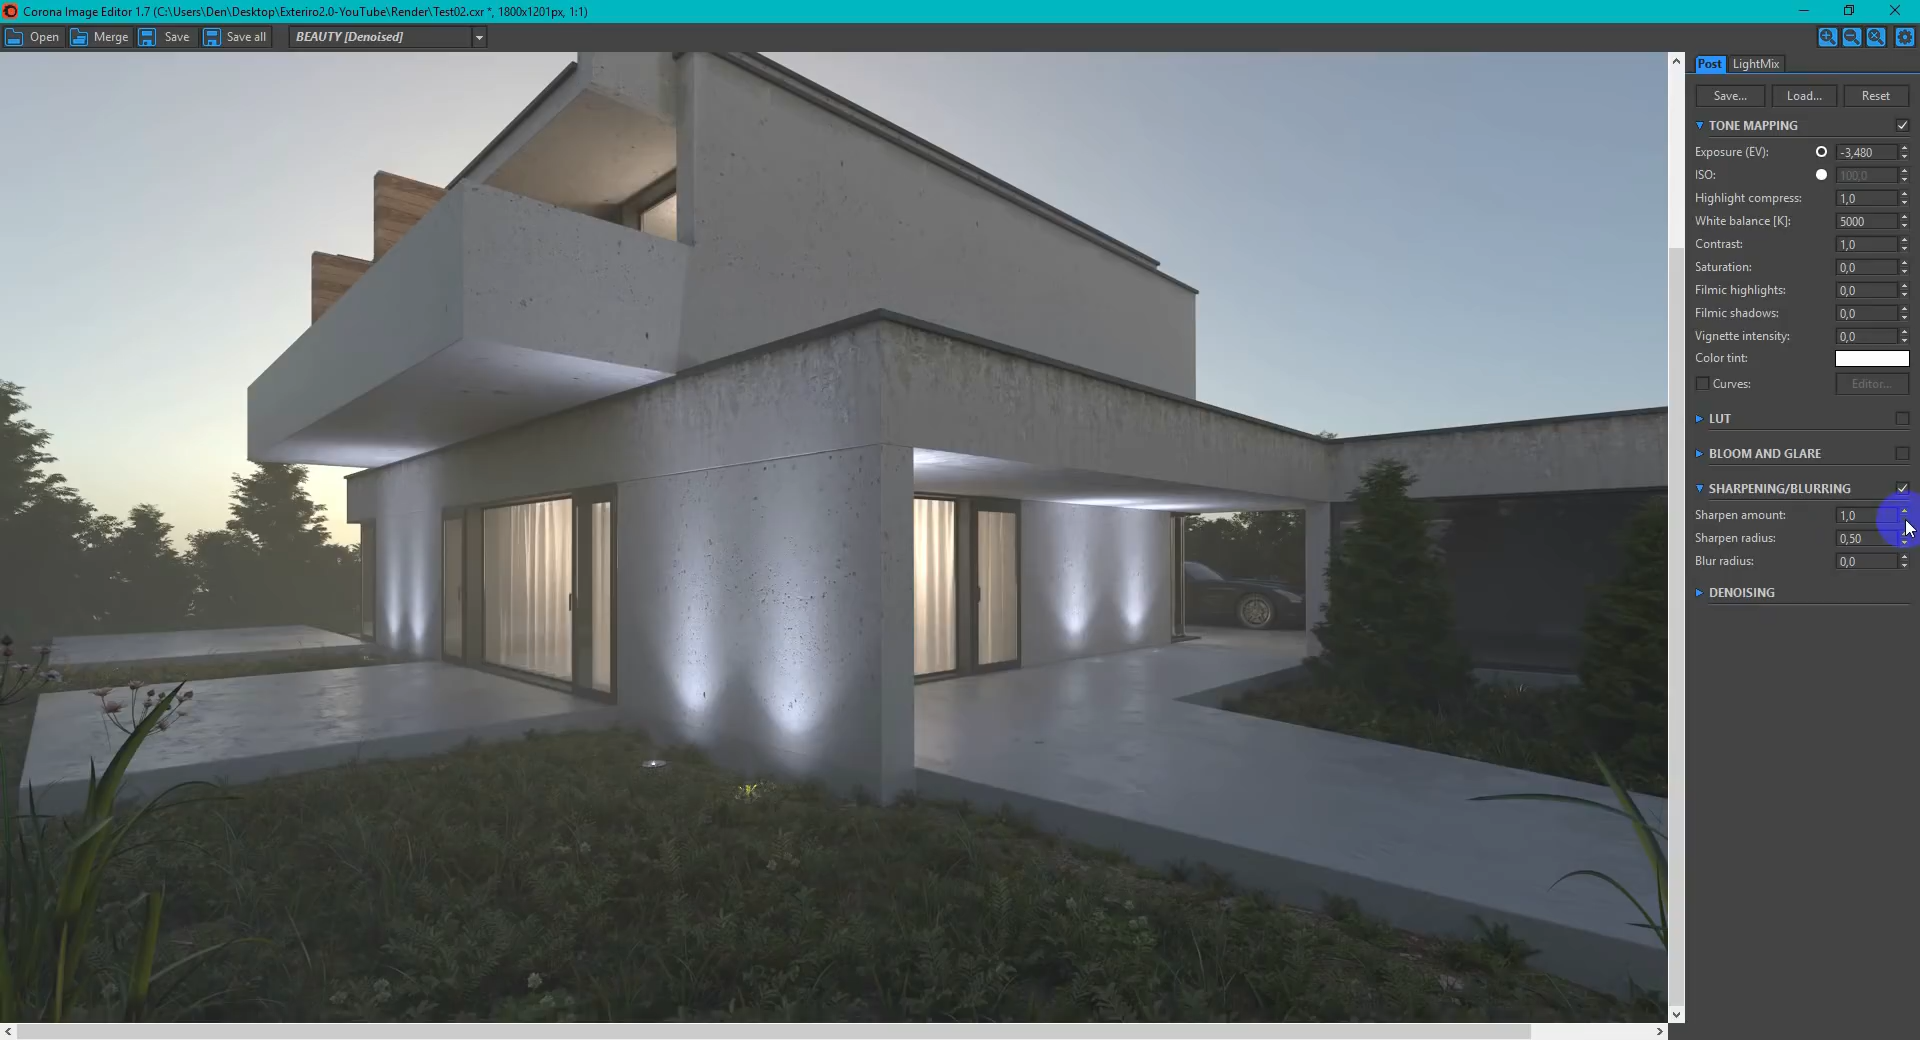 Corona Image Editor 1.7 (C:\Users\Den\Desktop\Exteriro2.0-YouTube\Render\Test02.cxr *, 1800x1201px, 1:1)
Open Merge Save Save all BEAUTY [Denoised]
Post LightMix
Save... Load... Reset
TONE MAPPING
Exposure (EV): -3,480
ISO: 100,0
Highlight compress: 1,0
White balance [K]: 5000
Contrast: 1,0
Saturation: 0,0
Filmic highlights: 0,0
Filmic shadows: 0,0
Vignette intensity: 0,0
Color tint:
Curves: Editor...
LUT
BLOOM AND GLARE
SHARPENING/BLURRING
Sharpen amount: 1,0
Sharpen radius: 0,50
Blur radius: 0,0
DENOISING